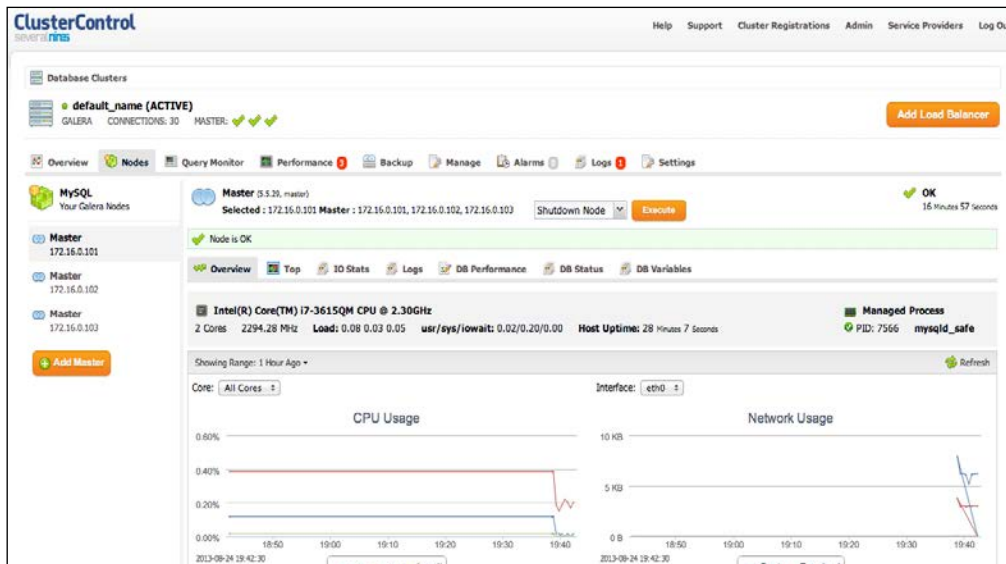 ClusterControl
severalnines
Help Support Cluster Registrations Admin Service Providers Log Ou
Database Clusters
default_name (ACTIVE)
GALERA CONNECTIONS: 30 MASTER:
Add Load Balancer
Overview Nodes Query Monitor Performance 3 Backup Manage Alarms 0 Logs 1 Settings
MySQL
Your Galera Nodes
Master
172.16.0.101
Master
172.16.0.102
Master
172.16.0.103
Add Master
Master (5.5.29, master)
Selected : 172.16.0.101 Master : 172.16.0.101, 172.16.0.102, 172.16.0.103 Shutdown Node Execute
OK
16 Minutes 57 Seconds
Node is OK
Overview Top IO Stats Logs DB Performance DB Status DB Variables
Intel(R) Core(TM) i7-3615QM CPU @ 2.30GHz
2 Cores 2294.28 MHz Load: 0.08 0.03 0.05 usr/sys/iowait: 0.02/0.20/0.00 Host Uptime: 28 Minutes 7 Seconds
Managed Process
PID: 7566 mysqld_safe
Showing Range: 1 Hour Ago
Refresh
Core: All Cores
Interface: eth0
CPU Usage
0.60%
0.40%
0.20%
0.00%
18:50 19:00 19:10 19:20 19:30 19:40
2013-08-24 19:42:30
Network Usage
10 KB
5 KB
0 B
18:50 19:00 19:10 19:20 19:30 19:40
2013-08-24 19:42:30